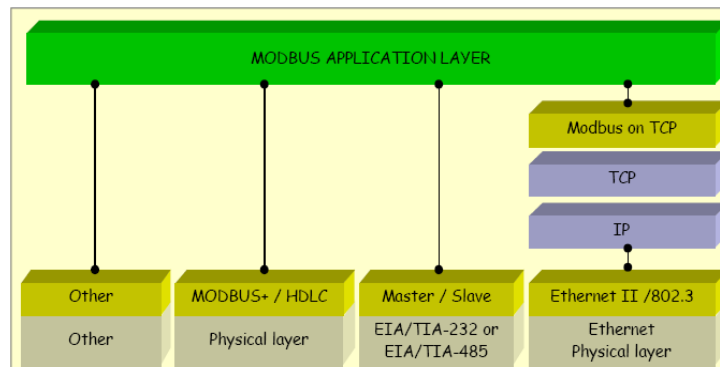 MODBUS APPLICATION LAYER
Modbus on TCP
TCP
IP
Other
MODBUS+ / HDLC
Master / Slave
Ethernet II /802.3
Other
Physical layer
EIA/TIA-232 or
EIA/TIA-485
Ethernet
Physical layer